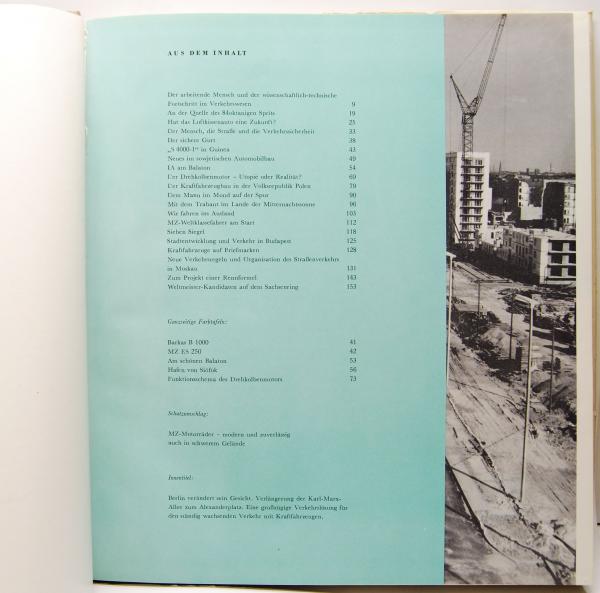 AUS DEM INHALT
Der arbeitende Mensch und der wissenschaftlich-technische
Fortschritt im Verkehrswesen 9
An der Quelle des 84oktanigen Sprits 19
Hat das Luftkissenauto eine Zukunft? 25
Der Mensch, die Straße und die Verkehrssicherheit 33
Der sichere Gurt 38
„S 4000-1“ in Guinea 43
Neues im sowjetischen Automobilbau 49
IA am Balaton 54
Der Drehkolbenmotor – Utopie oder Realität? 69
Der Kraftfahrzeugbau in der Volksrepublik Polen 79
Dem Mann im Mond auf der Spur 90
Mit dem Trabant im Lande der Mitternachtssonne 96
Wir fahren ins Ausland 103
MZ-Weltklassefahrer am Start 112
Sieben Siegel 118
Stadtentwicklung und Verkehr in Budapest 125
Kraftfahrzeuge auf Briefmarken 128
Neue Verkehrsregeln und Organisation des Straßenverkehrs
in Moskau 131
Zum Projekt einer Rennformel 143
Weltmeister-Kandidaten auf dem Sachsenring 153
Ganzseitige Farbtafeln:
Barkas B 1000 41
MZ ES 250 42
Am schönen Balaton 53
Hafen von Siófok 56
Funktionsschema des Drehkolbenmotors 73
Schutzumschlag:
MZ-Motorräder – modern und zuverlässig
auch in schwerem Gelände
Innentitel:
Berlin verändert sein Gesicht. Verlängerung der Karl-Marx-
Allee zum Alexanderplatz. Eine großzügige Verkehrslösung für
den ständig wachsenden Verkehr mit Kraftfahrzeugen.